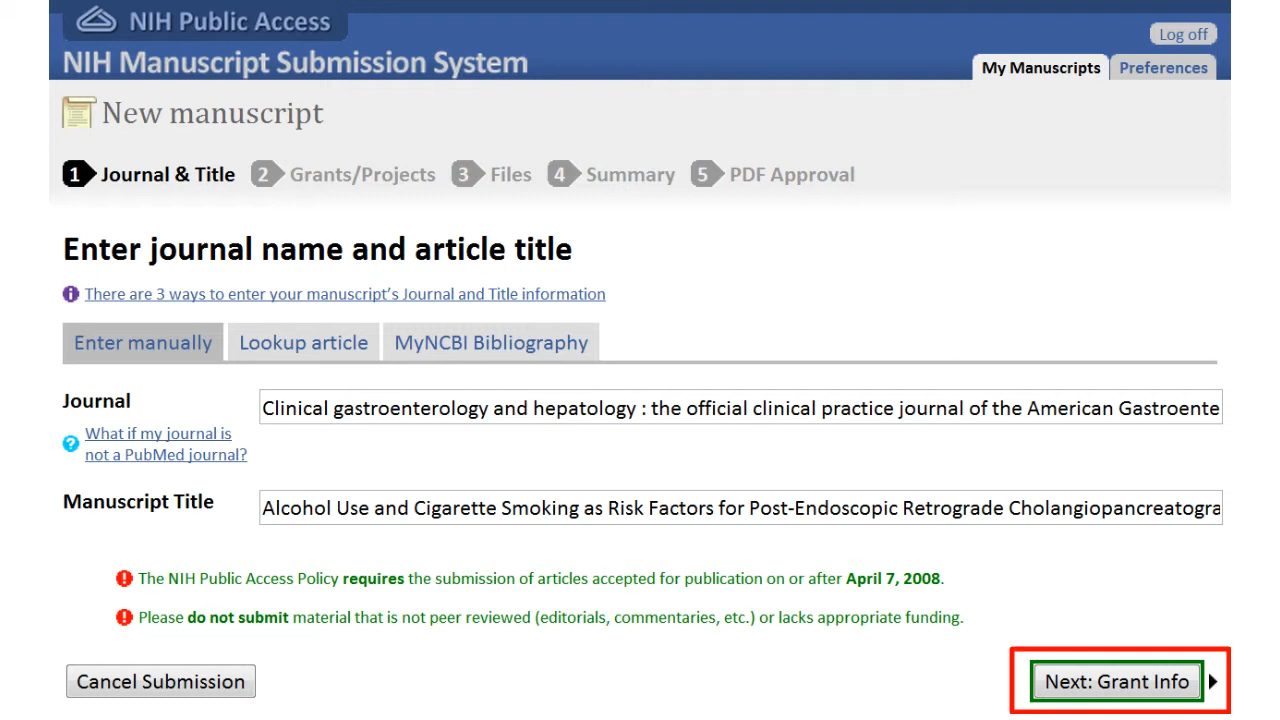 NIH Public Access
NIH Manuscript Submission System
Log off
My Manuscripts
Preferences
New manuscript
1 Journal & Title 2 Grants/Projects 3 Files 4 Summary 5 PDF Approval
Enter journal name and article title
There are 3 ways to enter your manuscript's Journal and Title information
Enter manually Lookup article MyNCBI Bibliography
Journal
Clinical gastroenterology and hepatology : the official clinical practice journal of the American Gastroente
What if my journal is
not a PubMed journal?
Manuscript Title
Alcohol Use and Cigarette Smoking as Risk Factors for Post-Endoscopic Retrograde Cholangiopancreatogra
The NIH Public Access Policy requires the submission of articles accepted for publication on or after April 7, 2008.
Please do not submit material that is not peer reviewed (editorials, commentaries, etc.) or lacks appropriate funding.
Cancel Submission
Next: Grant Info